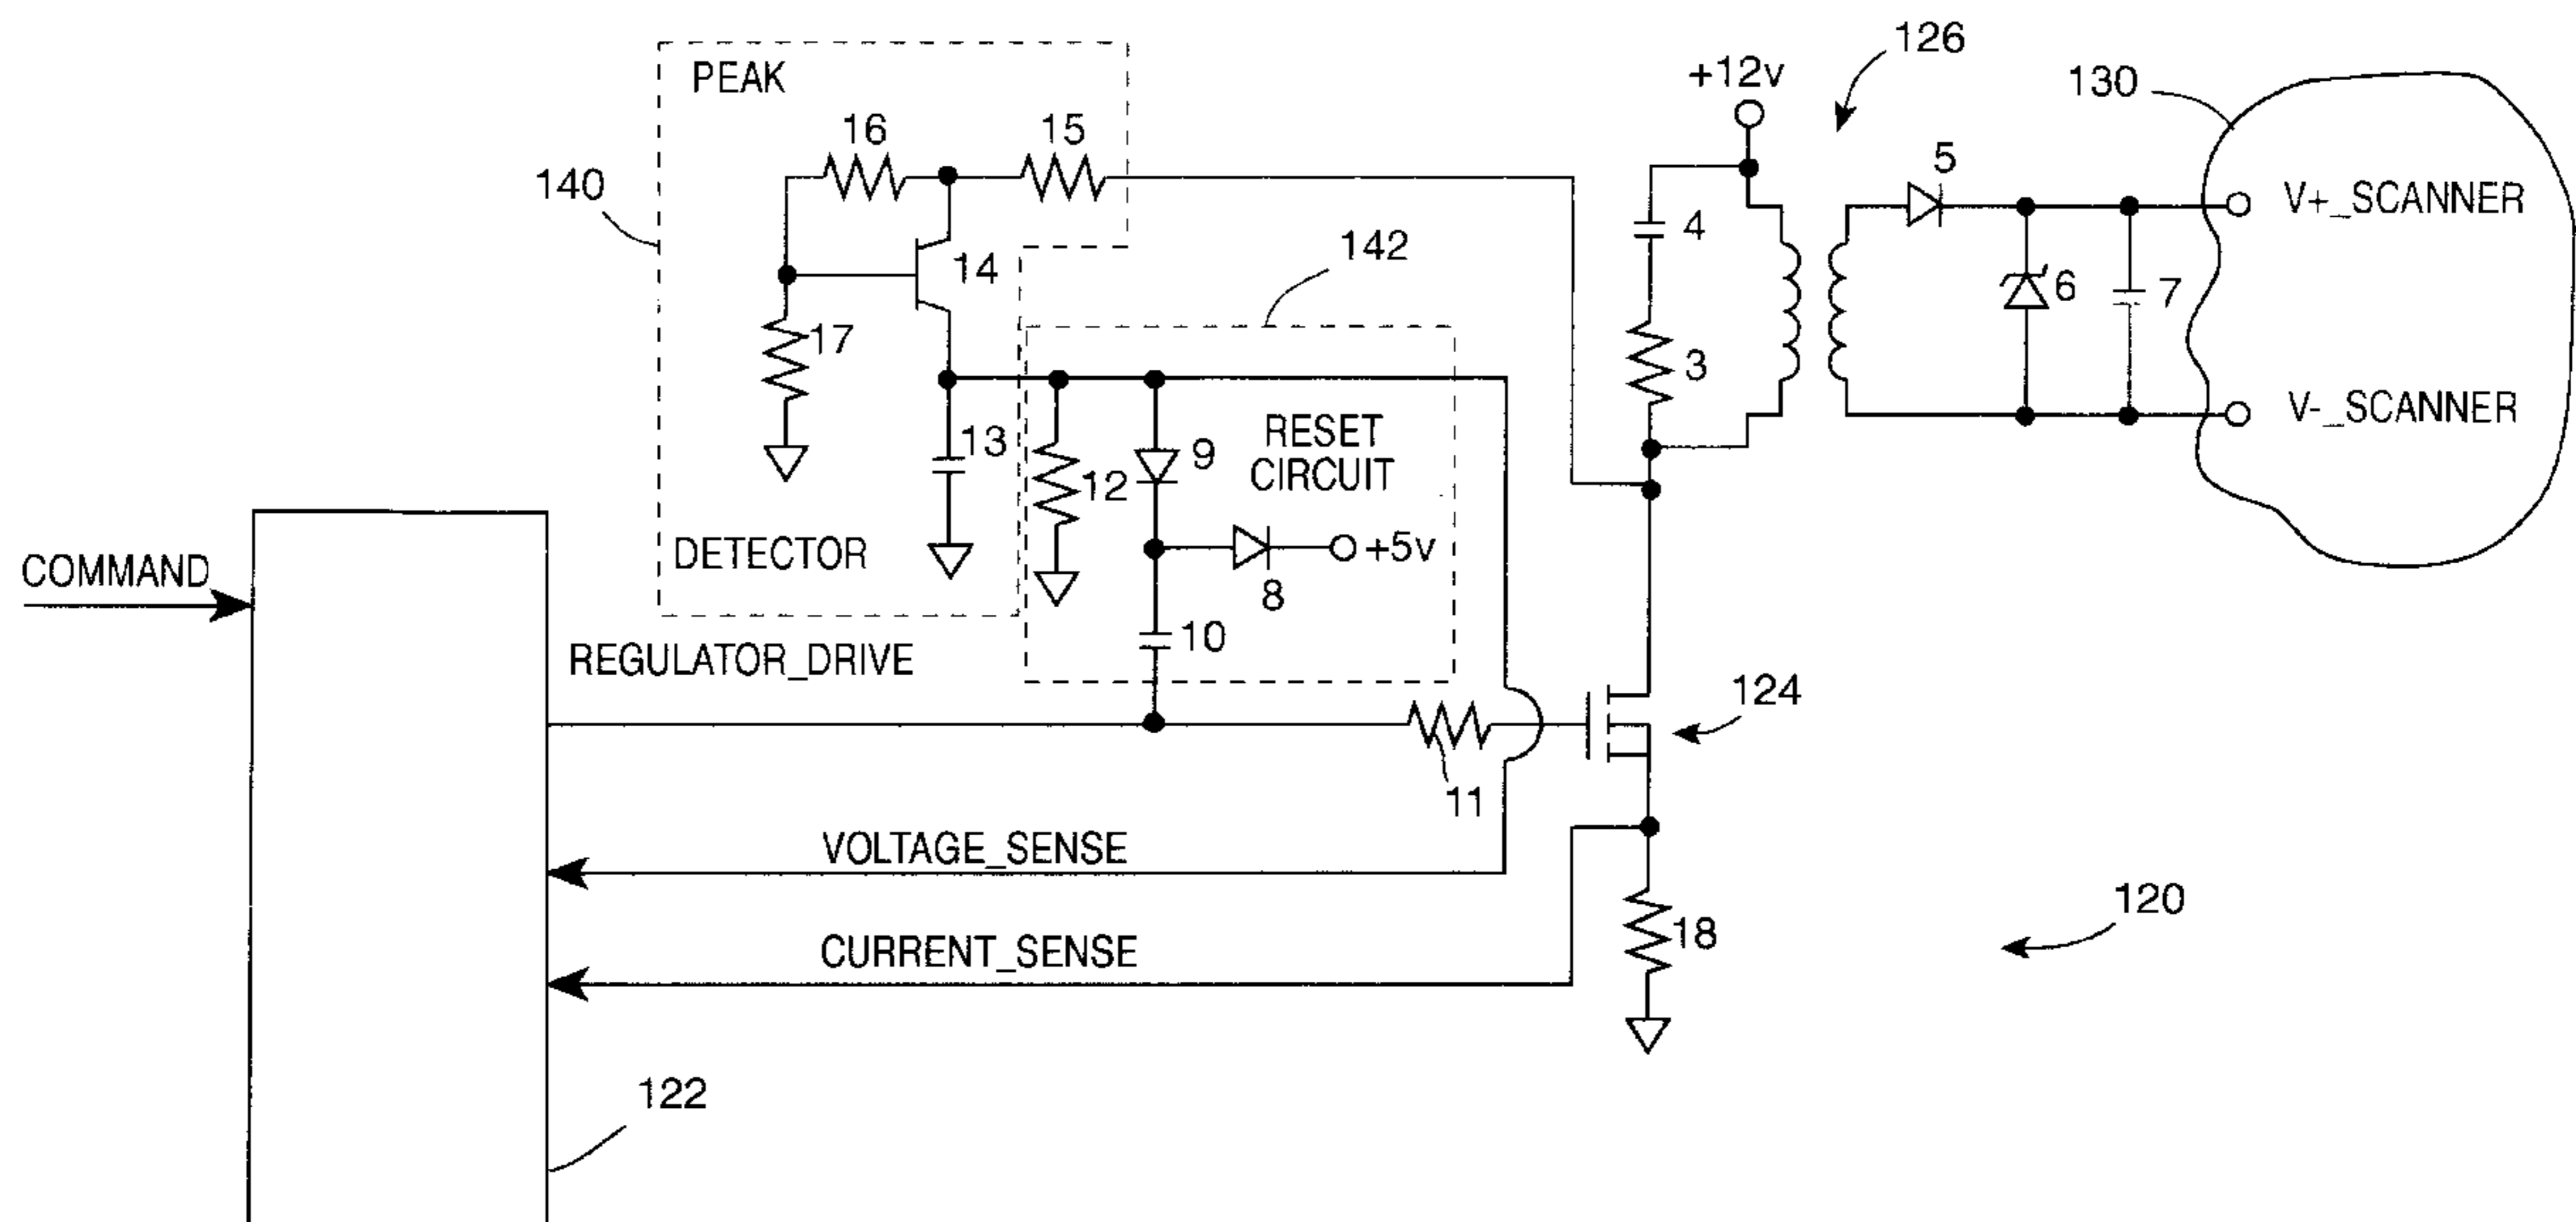 126
+12v
130
PEAK
16
15
5
140
V+_SCANNER
4
142
14
6
7
17
3
V-_SCANNER
13
RESET
CIRCUIT
9
12
DETECTOR
+5v
COMMAND
8
10
REGULATOR_DRIVE
124
11
VOLTAGE_SENSE
120
18
CURRENT_SENSE
122